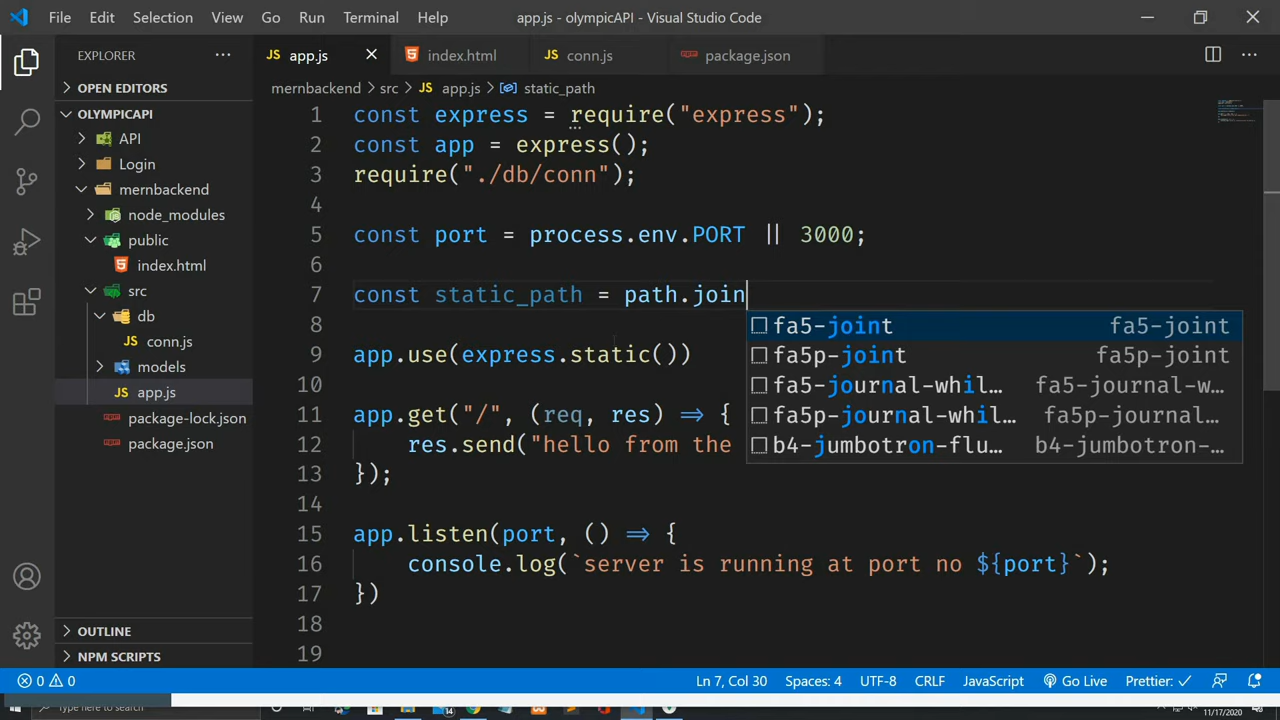 File Edit Selection View Go Run Terminal Help app.js - olympicAPI - Visual Studio Code
EXPLORER ... JS app.js index.html JS conn.js package.json
OPEN EDITORS
mernbackend > src > JS app.js > static_path
OLYMPICAPI
API
Login
mernbackend
node_modules
public
index.html
src
db
conn.js
models
app.js
package-lock.json
package.json
OUTLINE
NPM SCRIPTS
1 const express = require("express");
2 const app = express();
3 require("./db/conn");
4
5 const port = process.env.PORT || 3000;
6
7 const static_path = path.join
8
9 app.use(express.static())
10
11 app.get("/", (req, res) => {
12 res.send("hello from the
13 });
14
15 app.listen(port, () => {
16 console.log(`server is running at port no ${port}`);
17 })
18
19
fa5-joint fa5-joint
fa5p-joint fa5p-joint
fa5-journal-whil… fa5-journal-w…
fa5p-journal-whil… fa5p-journal…
b4-jumbotron-flu… b4-jumbotron-…
0 0 Ln 7, Col 30 Spaces: 4 UTF-8 CRLF JavaScript Go Live Prettier: ✓
Type here to search 14 11/17/2020